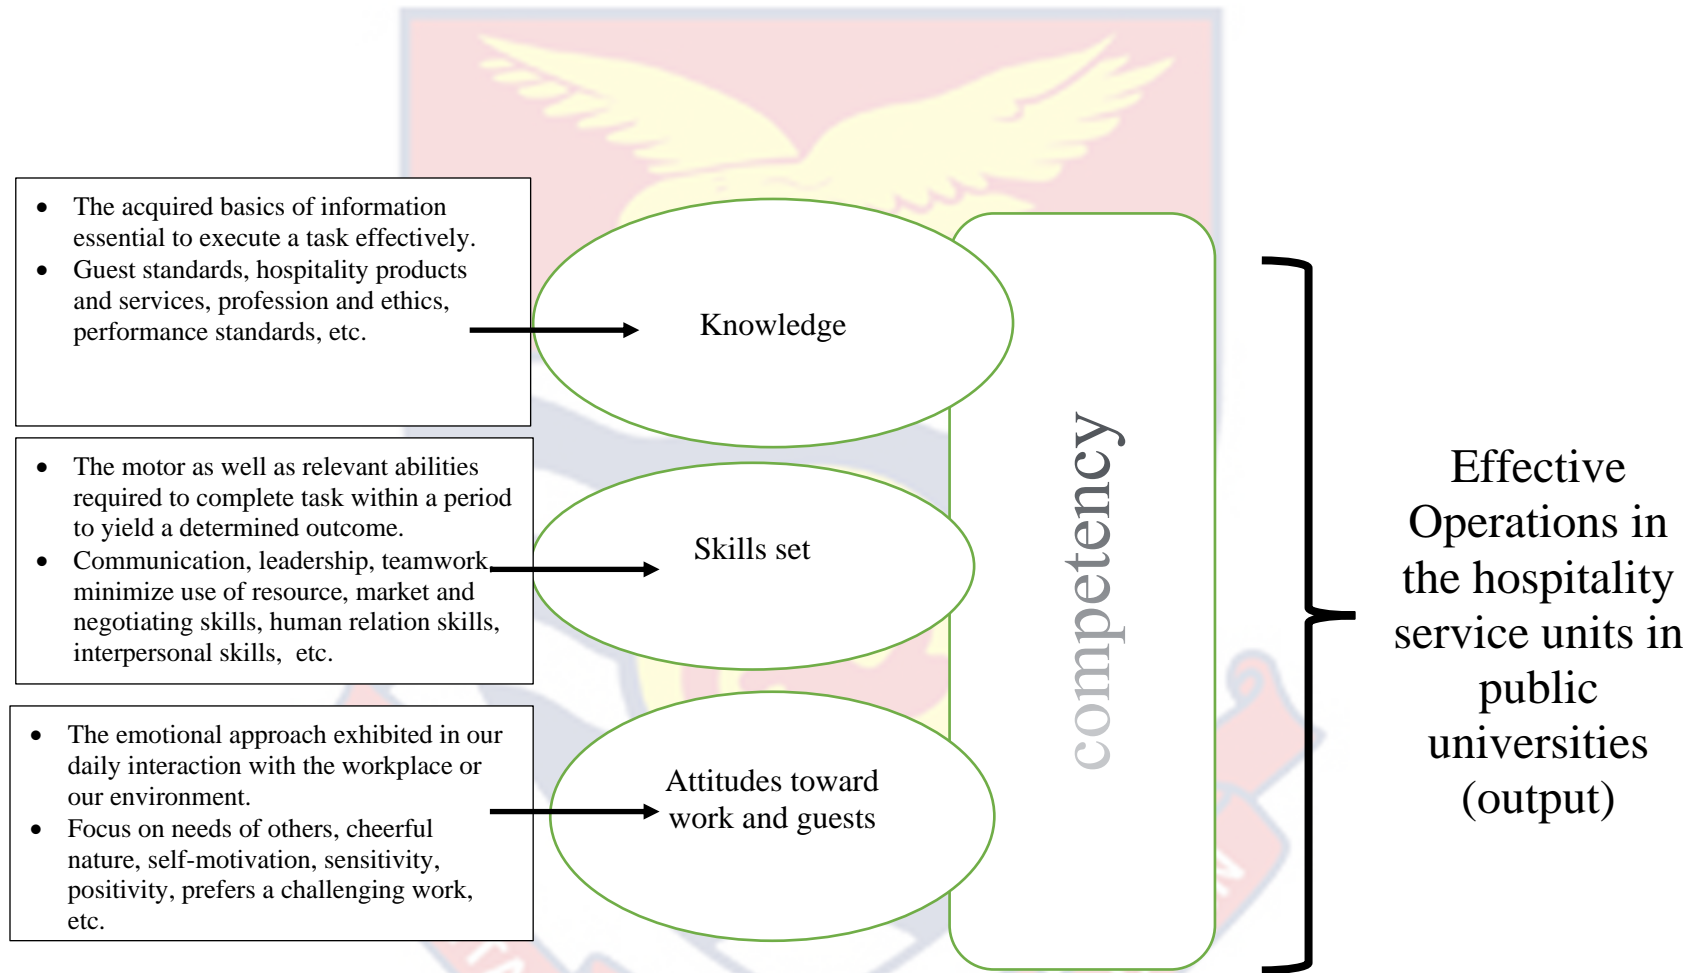 • The acquired basics of information
essential to execute a task effectively.
• Guest standards, hospitality products
and services, profession and ethics,
performance standards, etc.
Knowledge
• The motor as well as relevant abilities
required to complete task within a period
to yield a determined outcome.
• Communication, leadership, teamwork,
minimize use of resource, market and
negotiating skills, human relation skills,
interpersonal skills, etc.
Skills set
• The emotional approach exhibited in our
daily interaction with the workplace or
our environment.
• Focus on needs of others, cheerful
nature, self-motivation, sensitivity,
positivity, prefers a challenging work,
etc.
Attitudes toward
work and guests
competency
Effective
Operations in
the hospitality
service units in
public
universities
(output)